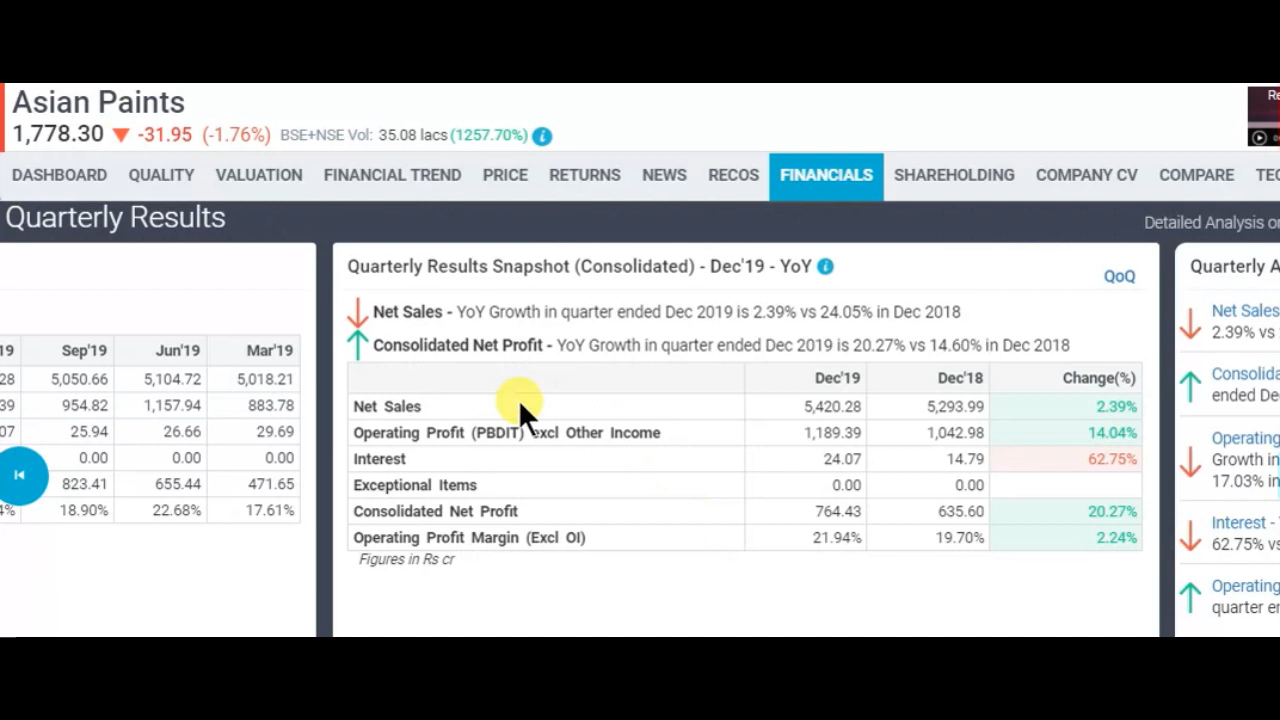 Asian Paints
1,778.30 ▼ -31.95 (-1.76%) BSE+NSE Vol: 35.08 lacs (1257.70%) i
Re
DASHBOARD QUALITY VALUATION FINANCIAL TREND PRICE RETURNS NEWS RECOS FINANCIALS SHAREHOLDING COMPANY CV COMPARE TEC
Quarterly Results
Detailed Analysis on
19 Sep'19 Jun'19 Mar'19
28 5,050.66 5,104.72 5,018.21
39 954.82 1,157.94 883.78
07 25.94 26.66 29.69
0.00 0.00 0.00
823.41 655.44 471.65
4% 18.90% 22.68% 17.61%
Quarterly Results Snapshot (Consolidated) - Dec'19 - YoY i
QoQ
Net Sales - YoY Growth in quarter ended Dec 2019 is 2.39% vs 24.05% in Dec 2018
Consolidated Net Profit - YoY Growth in quarter ended Dec 2019 is 20.27% vs 14.60% in Dec 2018
Dec'19 Dec'18 Change(%)
Net Sales 5,420.28 5,293.99 2.39%
Operating Profit (PBDIT) excl Other Income 1,189.39 1,042.98 14.04%
Interest 24.07 14.79 62.75%
Exceptional Items 0.00 0.00
Consolidated Net Profit 764.43 635.60 20.27%
Operating Profit Margin (Excl OI) 21.94% 19.70% 2.24%
Figures in Rs cr
Quarterly A
Net Sales
2.39% vs
Consolida
ended De
Operating
Growth in
17.03% in
Interest -
62.75% vs
Operating
quarter en